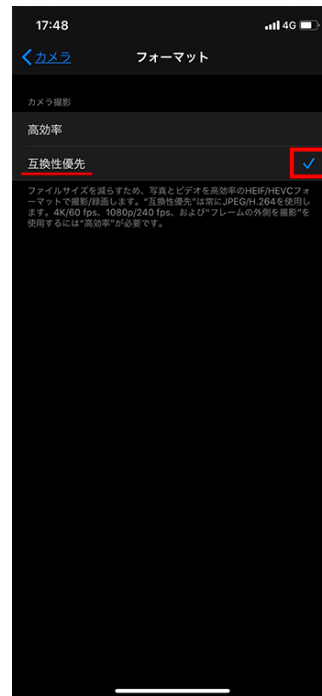 17:48
4G
カメラ
フォーマット
カメラ撮影
高効率
互換性優先
ファイルサイズを減らすため、写真とビデオを高効率のHEIF/HEVCフォ
ーマットで撮影/録画します。"互換性優先"は常にJPEG/H.264を使用し
ます。4K/60 fps、1080p/240 fps、および"フレームの外側を撮影"を
使用するには"高効率"が必要です。